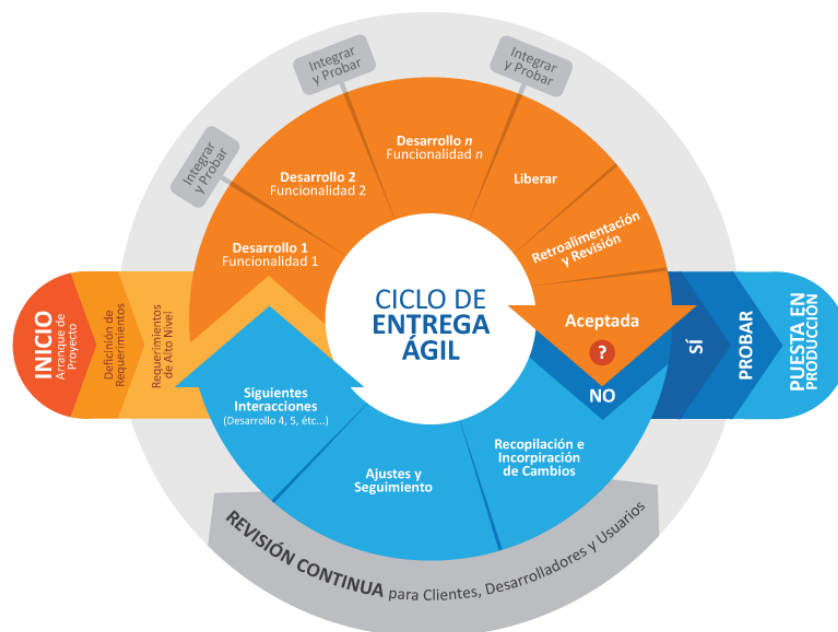 Integrar
y Probar
Integrar
y Probar
Integrar
y Probar
Desarrollo 1
Funcionalidad 1
Desarrollo 2
Funcionalidad 2
Desarrollo n
Funcionalidad n
Liberar
Retroalimentación
y Revisión
CICLO DE
ENTREGA
ÁGIL
INICIO
Arranque de
Proyecto
Definición de
Requerimientos
Requerimientos
de Alto Nivel
Aceptada
?
NO
SÍ
PROBAR
PUESTA EN
PRODUCCIÓN
Siguientes
Interacciones
(Desarrollo 4, 5, étc...)
Ajustes y
Seguimiento
Recopilación e
Incorpiración
de Cambios
REVISIÓN CONTINUA para Clientes, Desarrolladores y Usuarios